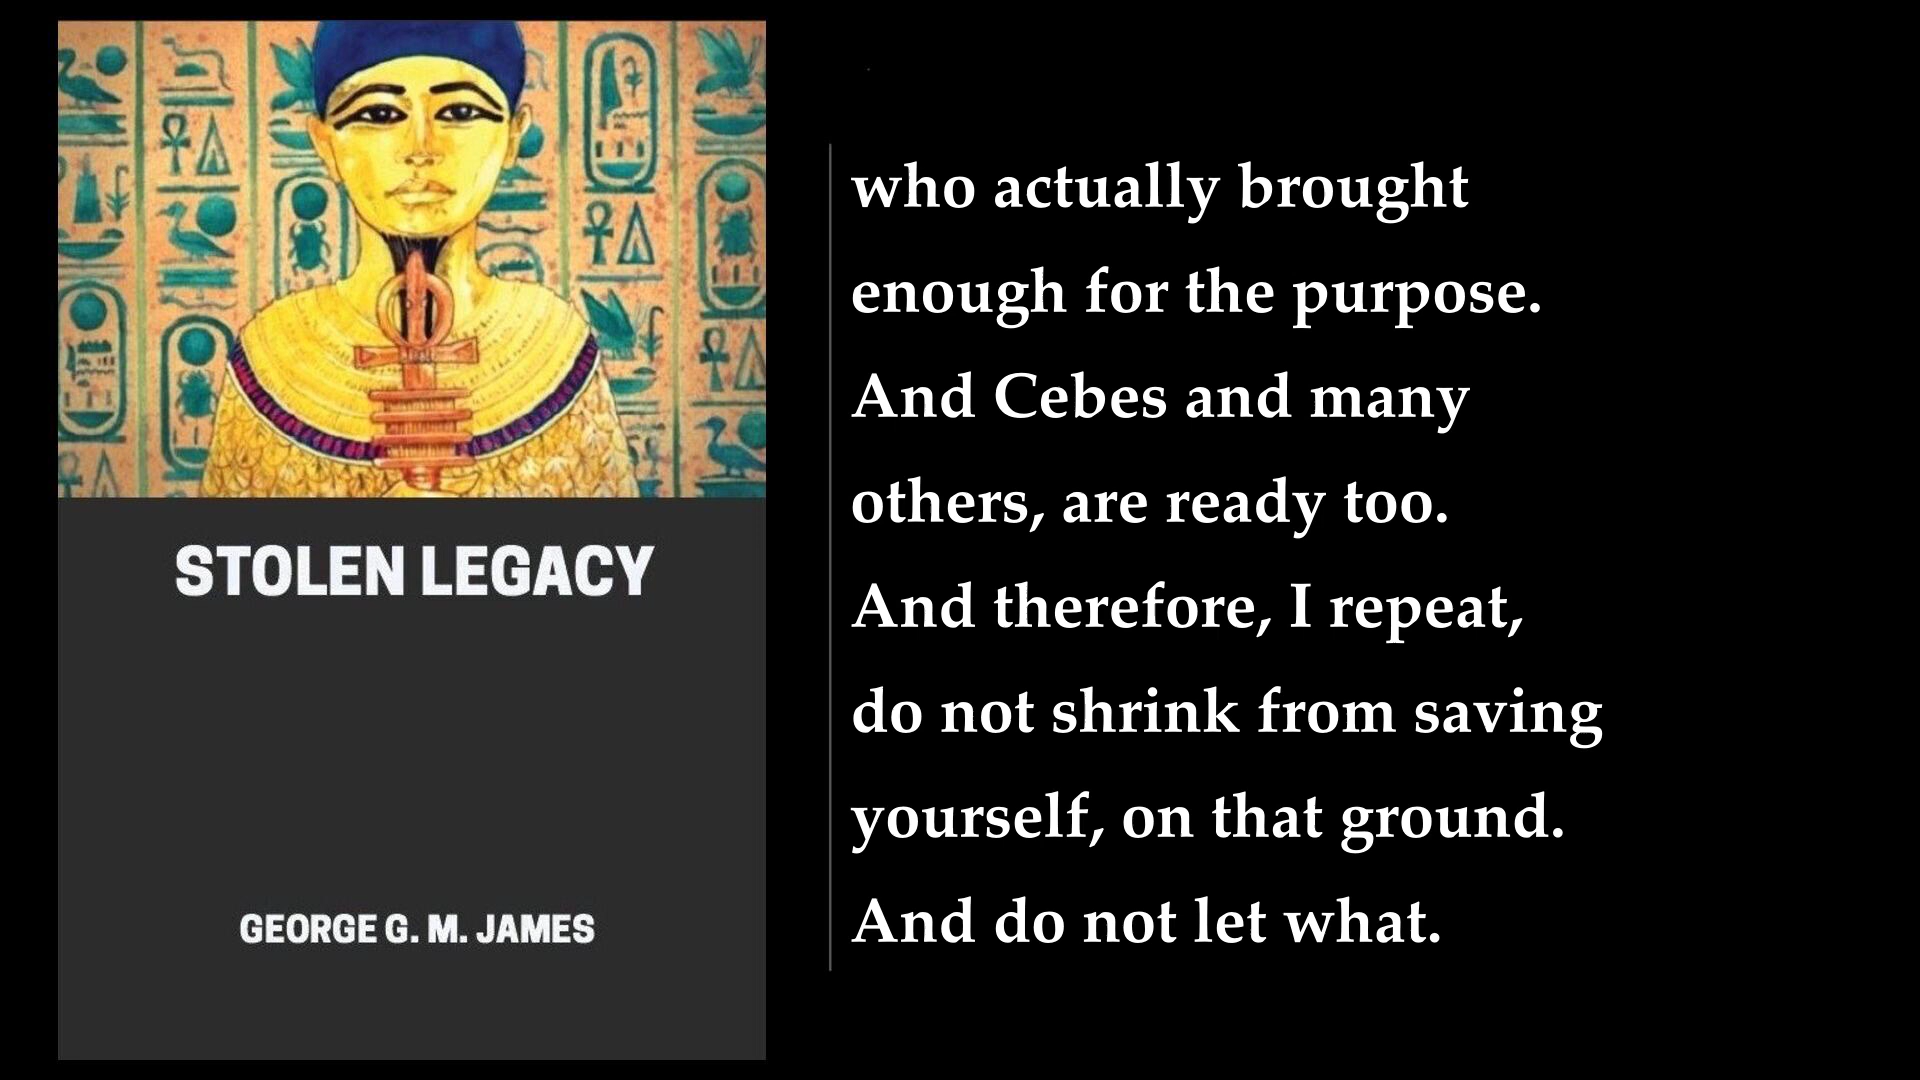 STOLEN LEGACY
GEORGE G. M. JAMES
who actually brought
enough for the purpose.
And Cebes and many
others, are ready too.
And therefore, I repeat,
do not shrink from saving
yourself, on that ground.
And do not let what.